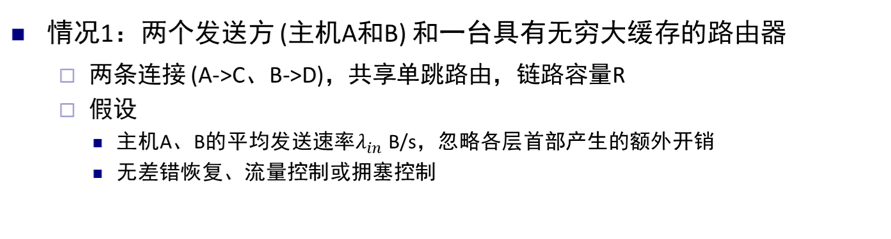 情况1：两个发送方 (主机A和B) 和一台具有无穷大缓存的路由器
两条连接 (A->C、B->D)，共享单跳路由，链路容量R
假设
主机A、B的平均发送速率λin B/s，忽略各层首部产生的额外开销
无差错恢复、流量控制或拥塞控制